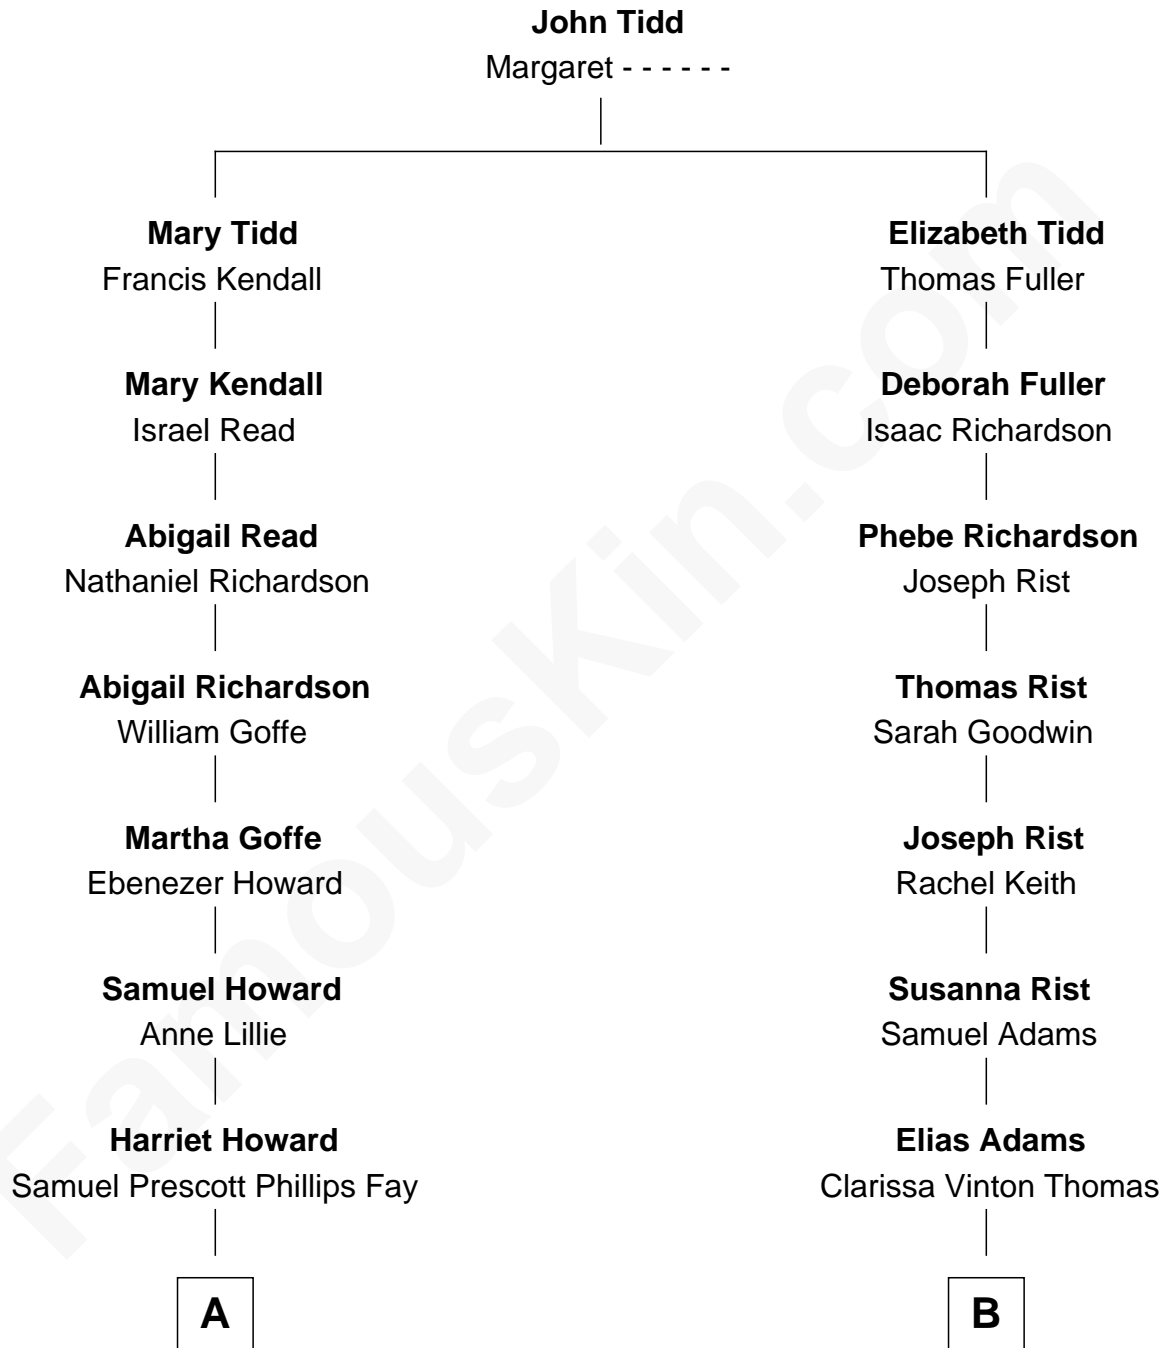 John Tidd
Margaret - - - - - -
Mary Tidd
Francis Kendall
Elizabeth Tidd
Thomas Fuller
Mary Kendall
Israel Read
Deborah Fuller
Isaac Richardson
Abigail Read
Nathaniel Richardson
Phebe Richardson
Joseph Rist
Abigail Richardson
William Goffe
Thomas Rist
Sarah Goodwin
Martha Goffe
Ebenezer Howard
Joseph Rist
Rachel Keith
Samuel Howard
Anne Lillie
Susanna Rist
Samuel Adams
Harriet Howard
Samuel Prescott Phillips Fay
Elias Adams
Clarissa Vinton Thomas
A
B
FamousKin.com